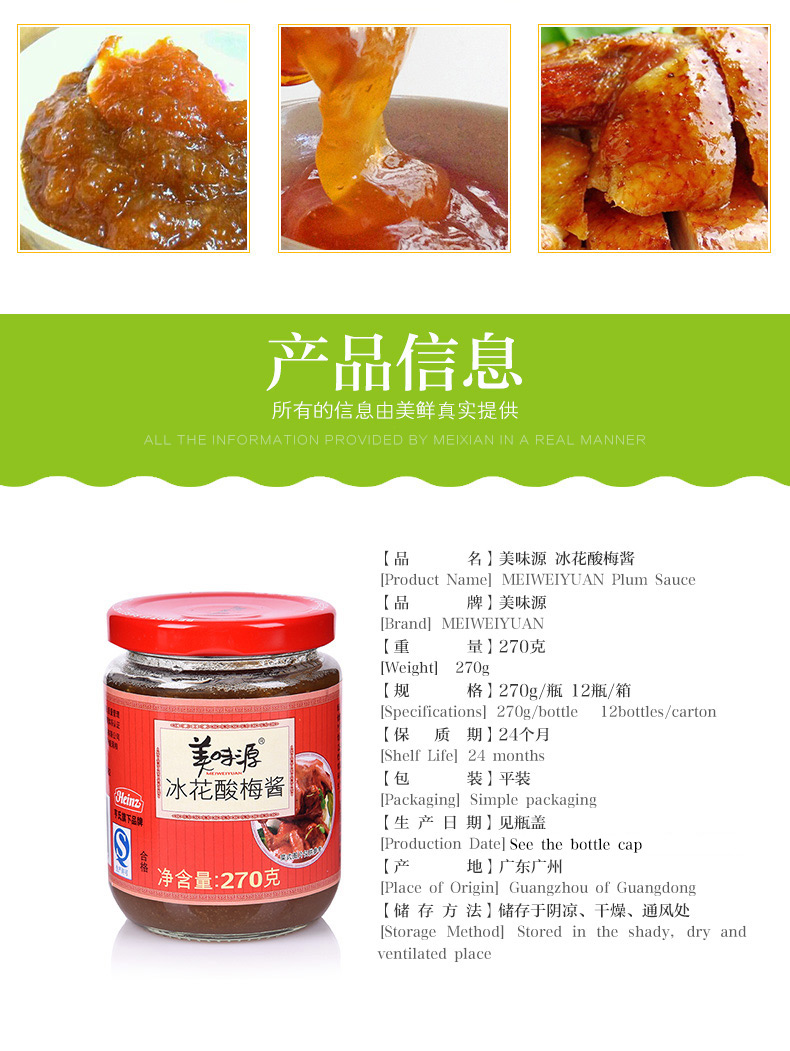 产品信息
所有的信息由美鲜真实提供
ALL THE INFORMATION PROVIDED BY MEIXIAN IN A REAL MANNER
【品名】美味源 冰花酸梅酱
[Product Name] MEIWEIYUAN Plum Sauce
【品牌】美味源
[Brand] MEIWEIYUAN
【重量】270克
[Weight] 270g
【规格】270g/瓶 12瓶/箱
[Specifications] 270g/bottle 12bottles/carton
【保质期】24个月
[Shelf Life] 24 months
【包装】平装
[Packaging] Simple packaging
【生产日期】见瓶盖
[Production Date] See the bottle cap
【产地】广东广州
[Place of Origin] Guangzhou of Guangdong
【储存方法】储存于阴凉、干燥、通风处
[Storage Method] Stored in the shady, dry and
ventilated place
美味源®
MEIWEIYUAN
冰花酸梅酱
Heinz
亨氏旗下品牌
合格
净含量:270克